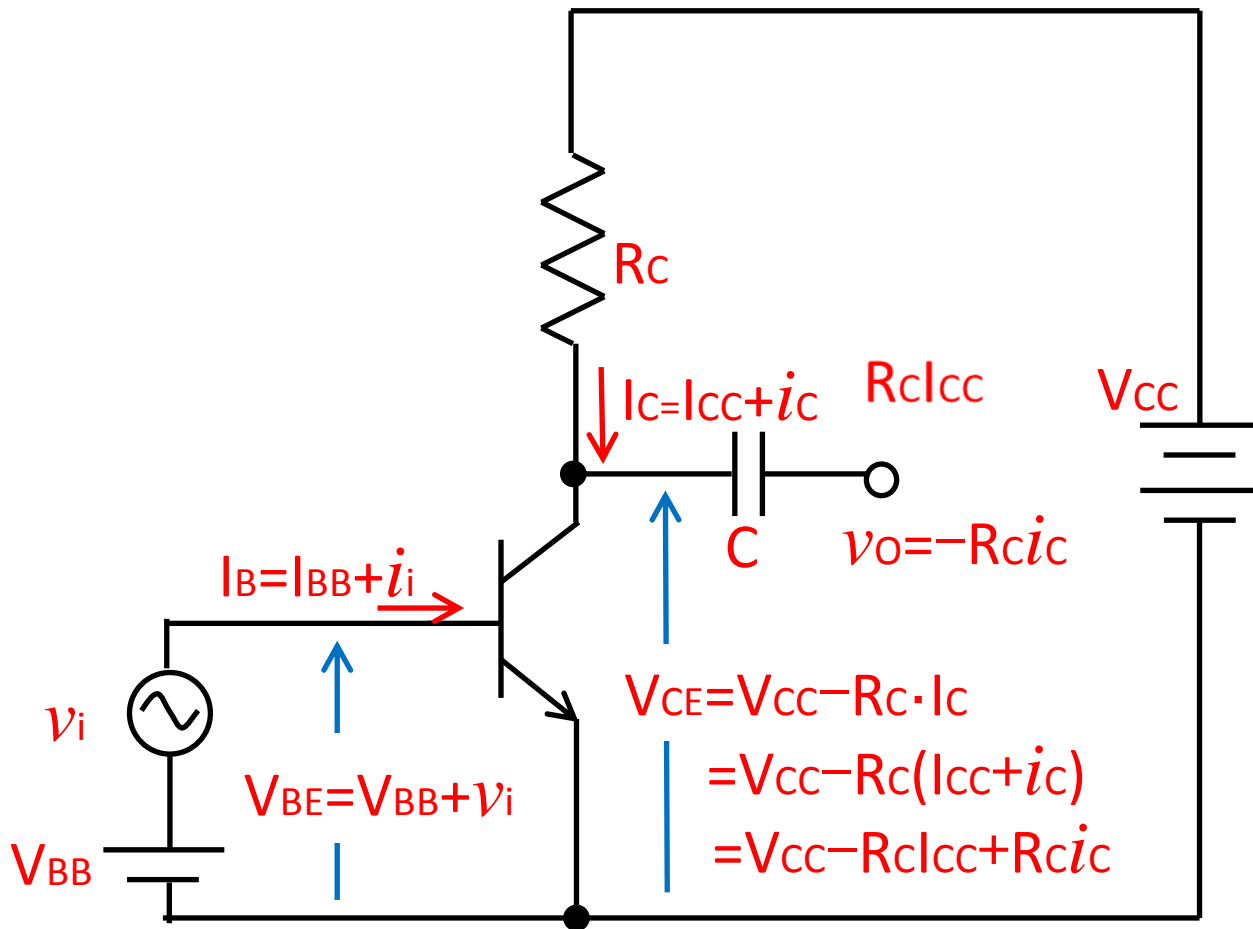 RC
IC=ICC+iC
RCICC
VCC
C
vO=−RCiC
IB=IBB+ii
vi
VBE=VBB+vi
VBB
VCE=VCC−RC·IC
=VCC−RC(ICC+iC)
=VCC−RCICC+RCiC